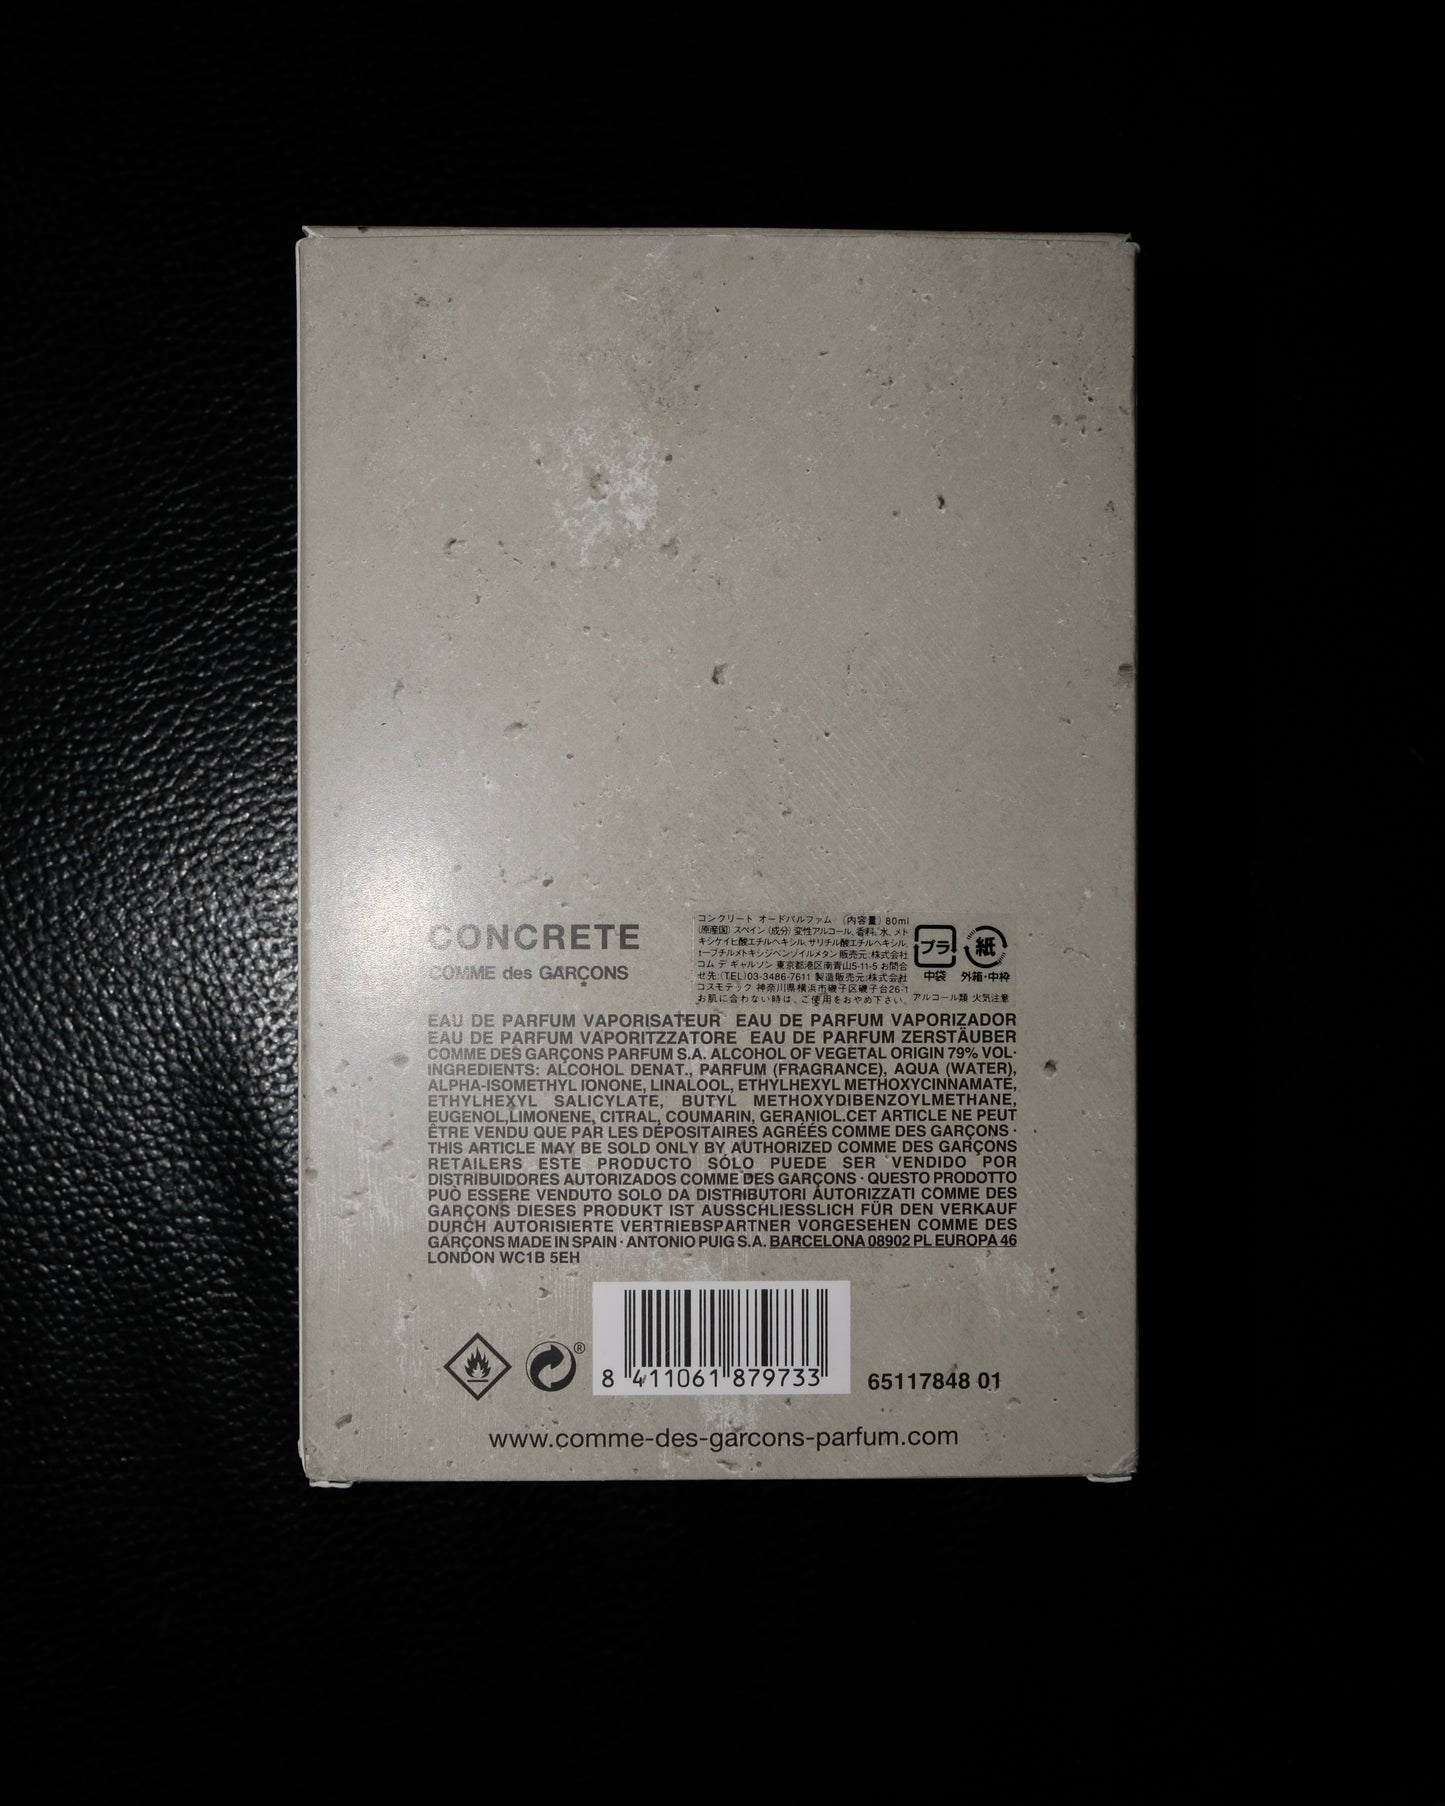 CONCRETE
COMME des GARÇONS
コンクリート オードパルファム (内容量) 80ml
(原産国) スペイン (成分) 変性アルコール, 香料, 水, メト
キシケイヒ酸エチルヘキシル, サリチル酸エチルヘキシル,
t-ブチルメトキシジベンゾイルメタン 販売元:株式会社
コム デ ギャルソン 東京都港区南青山5-11-5 お問合
せ先:(TEL)03-3486-7611 製造販売元:株式会社
コスモテック 神奈川県横浜市磯子区磯子台26-1
お肌に合わない時は、ご使用をおやめ下さい。 アルコール類 火気注意
プラ
中袋
紙
外箱・中枠
EAU DE PARFUM VAPORISATEUR EAU DE PARFUM VAPORIZADOR
EAU DE PARFUM VAPORITZZATORE EAU DE PARFUM ZERSTÄUBER
COMME DES GARÇONS PARFUM S.A. ALCOHOL OF VEGETAL ORIGIN 79% VOL·
INGREDIENTS: ALCOHOL DENAT., PARFUM (FRAGRANCE), AQUA (WATER),
ALPHA-ISOMETHYL IONONE, LINALOOL, ETHYLHEXYL METHOXYCINNAMATE,
ETHYLHEXYL SALICYLATE, BUTYL METHOXYDIBENZOYLMETHANE,
EUGENOL,LIMONENE, CITRAL, COUMARIN, GERANIOL.CET ARTICLE NE PEUT
ÊTRE VENDU QUE PAR LES DÉPOSITAIRES AGRÉÉS COMME DES GARÇONS ·
THIS ARTICLE MAY BE SOLD ONLY BY AUTHORIZED COMME DES GARÇONS
RETAILERS ESTE PRODUCTO SÓLO PUEDE SER VENDIDO POR
DISTRIBUIDORES AUTORIZADOS COMME DES GARÇONS · QUESTO PRODOTTO
PUÒ ESSERE VENDUTO SOLO DA DISTRIBUTORI AUTORIZZATI COMME DES
GARÇONS DIESES PRODUKT IST AUSSCHLIESSLICH FÜR DEN VERKAUF
DURCH AUTORISIERTE VERTRIEBSPARTNER VORGESEHEN COMME DES
GARÇONS MADE IN SPAIN · ANTONIO PUIG S.A. BARCELONA 08902 PL EUROPA 46
LONDON WC1B 5EH
®
8 411061 879733
65117848 01
www.comme-des-garcons-parfum.com